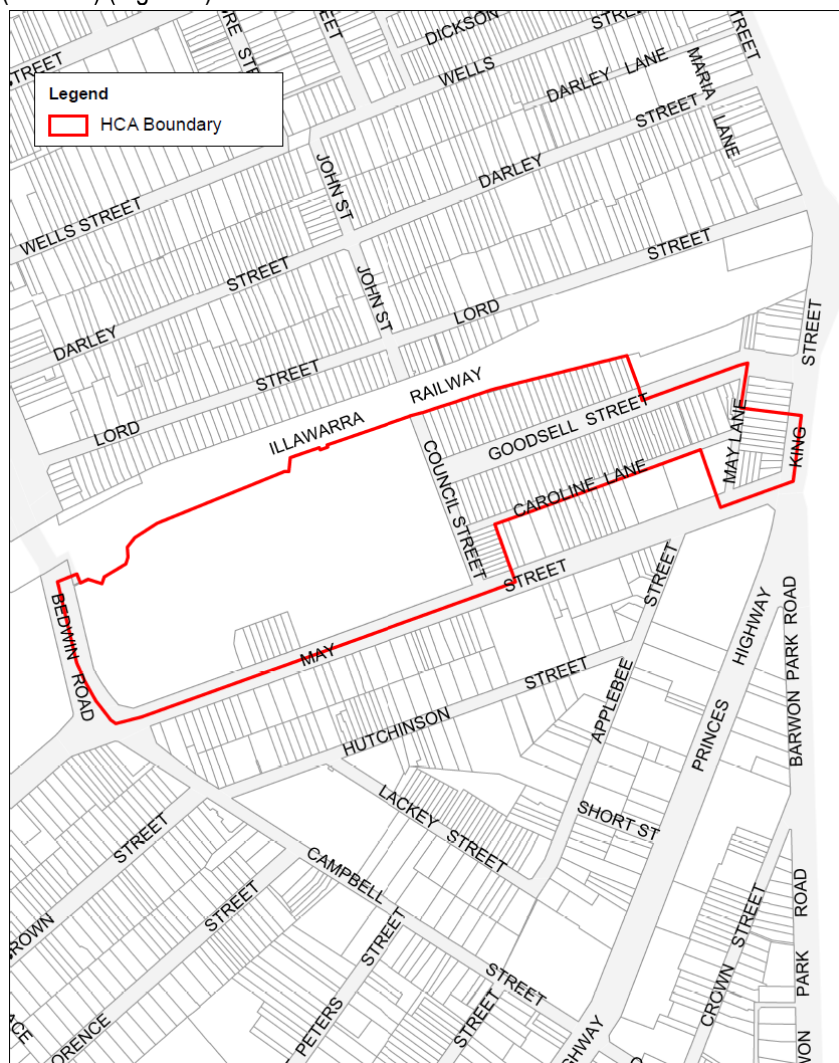 DICKSON
STREET
STREET
STREET
WELLS
DARLEY LANE
MARIA LANE
STREET
Legend
HCA Boundary
JOHN ST
DARLEY
STREET
WELLS STREET
STREET
JOHN ST
STREET
DARLEY
LORD
STREET
STREET
LORD
ILLAWARRA RAILWAY
GOODSELL STREET
MAY LANE
KING
COUNCIL STREET
CAROLINE LANE
STREET
STREET
BEDWIN ROAD
MAY
STREET
APPLEBEE
HUTCHINSON
PRINCES HIGHWAY
BARWON PARK ROAD
LACKEY STREET
SHORT ST
STREET
CAMPBELL
STREET
STREET
CROWN STREET
ROAD
PARK
STREET
PETERS
STREET